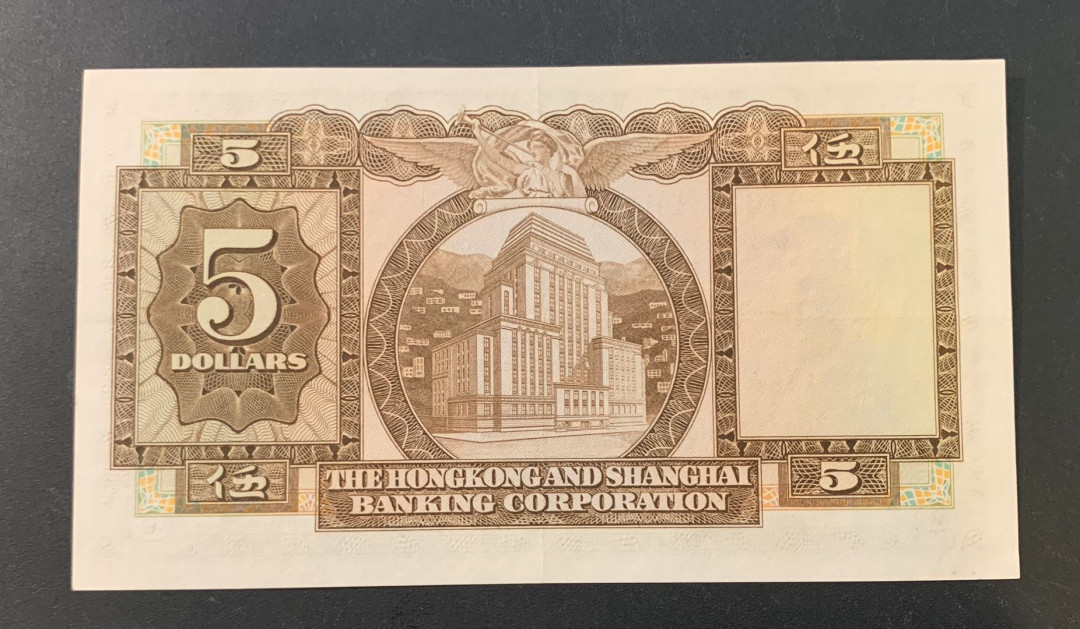 5
伍
5
DOLLARS
伍
5
THE HONGKONG AND SHANGHAI
BANKING CORPORATION